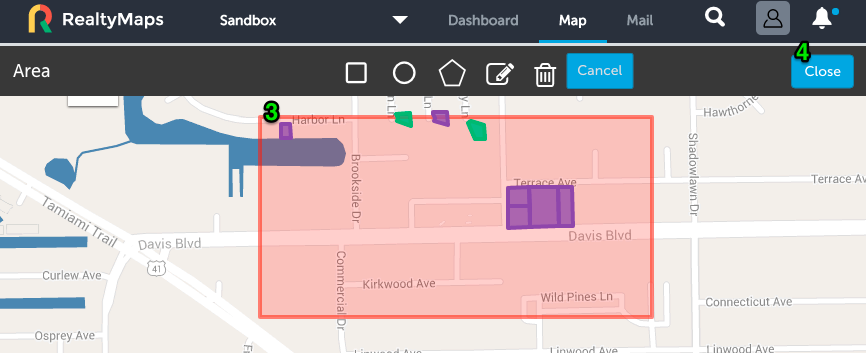 RealtyMaps
Sandbox
Dashboard
Map
Mail
4
Area
Cancel
Close
3
Harbor Ln
n Ln
Ln
y Ln
Hawthorne
Brookside Dr
Shadowlawn Dr
Terrace Ave
Terrace Av
Tamiami Trail
Davis Blvd
Davis Blvd
41
Curlew Ave
Commercial Dr
Kirkwood Ave
Wild Pines Ln
Connecticut Ave
Osprey Ave
Fr
Linwood Ave
Linwood Ave
Linwood Ave